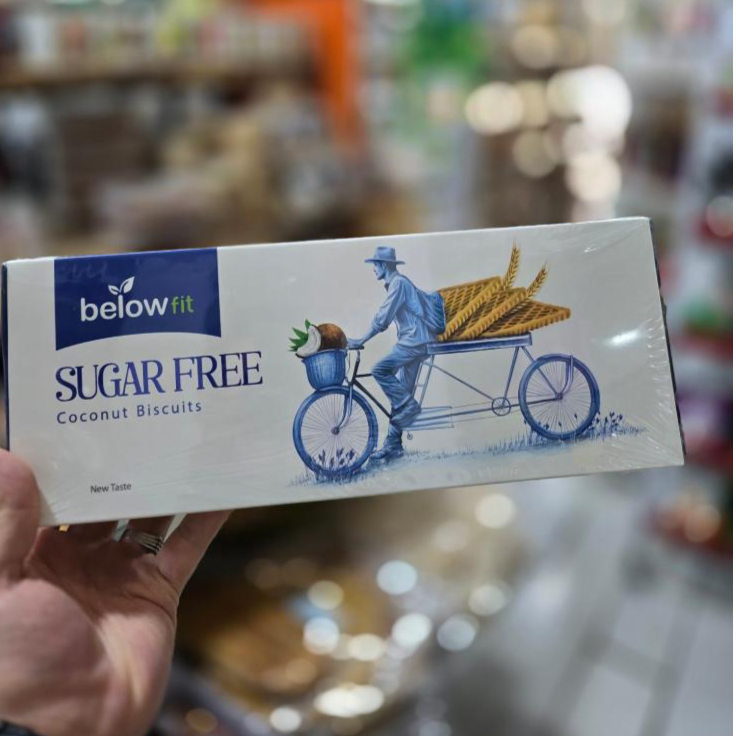 belowfit
SUGAR FREE
Coconut Biscuits
New Taste